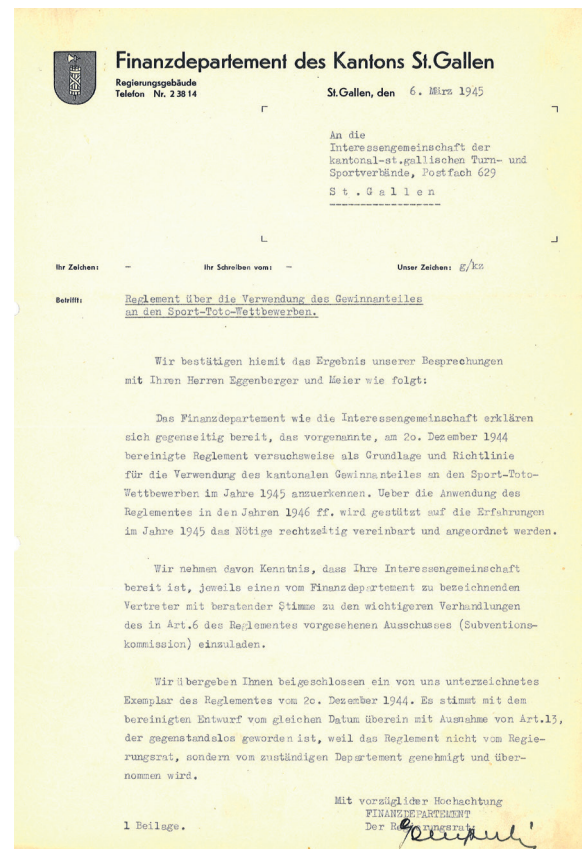 Finanzdepartement des Kantons St.Gallen
Regierungsgebäude
Telefon Nr. 2 38 14
St.Gallen, den 6. März 1945
An die
Interessengemeinschaft der
kantonal-st.gallischen Turn- und
Sportverbände, Postfach 629
S t . G a l l e n
Ihr Zeichen: - Ihr Schreiben vom: - Unser Zeichen: g/kz
Betrifft: Reglement über die Verwendung des Gewinnanteiles
an den Sport-Toto-Wettbewerben.
Wir bestätigen hiemit das Ergebnis unserer Besprechungen
mit Ihren Herren Eggenberger und Meier wie folgt:
Das Finanzdepartement wie die Interessengemeinschaft erklären
sich gegenseitig bereit, das vorgenannte, am 2o. Dezember 1944
bereinigte Reglement versuchsweise als Grundlage und Richtlinie
für die Verwendung des kantonalen Gewinnanteiles an den Sport-Toto-
Wettbewerben im Jahre 1945 anzuerkennen. Ueber die Anwendung des
Reglementes in den Jahren 1946 ff. wird gestützt auf die Erfahrungen
im Jahre 1945 das Nötige rechtzeitig vereinbart und angeordnet werden.
Wir nehmen davon Kenntnis, dass Ihre Interessengemeinschaft
bereit ist, jeweils einen vom Finanzdepartement zu bezeichnenden
Vertreter mit beratender Stimme zu den wichtigeren Verhandlungen
des in Art.6 des Reglementes vorgesehenen Ausschusses (Subventions-
kommission) einzuladen.
Wir übergeben Ihnen beigeschlossen ein von uns unterzeichnetes
Exemplar des Reglementes vom 2o. Dezember 1944. Es stimmt mit dem
bereinigten Entwurf vom gleichen Datum überein mit Ausnahme von Art.13,
der gegenstandslos geworden ist, weil das Reglement nicht vom Regie-
rungsrat, sondern vom zuständigen Departement genehmigt und über-
nommen wird.
Mit vorzüglicher Hochachtung
FINANZDEPARTEMENT
1 Beilage. Der Regierungsrat: